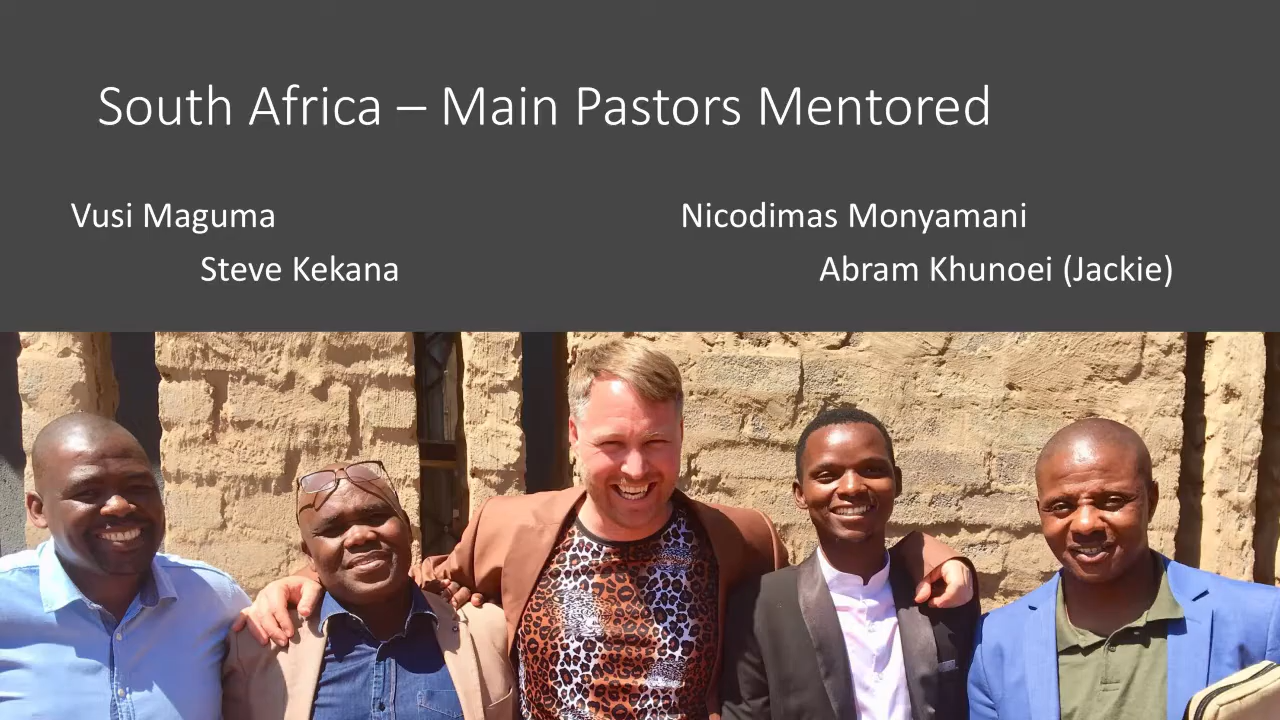 South Africa – Main Pastors Mentored
Vusi Maguma
Nicodimas Monyamani
Steve Kekana
Abram Khunoei (Jackie)